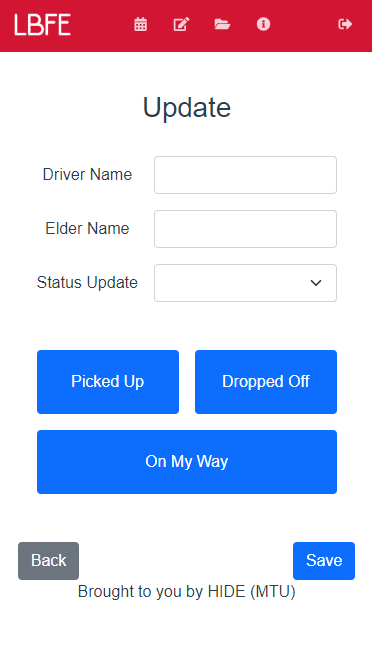 LBFE
Update
Driver Name
Elder Name
Status Update
Picked Up
Dropped Off
On My Way
Back
Save
Brought to you by HIDE (MTU)